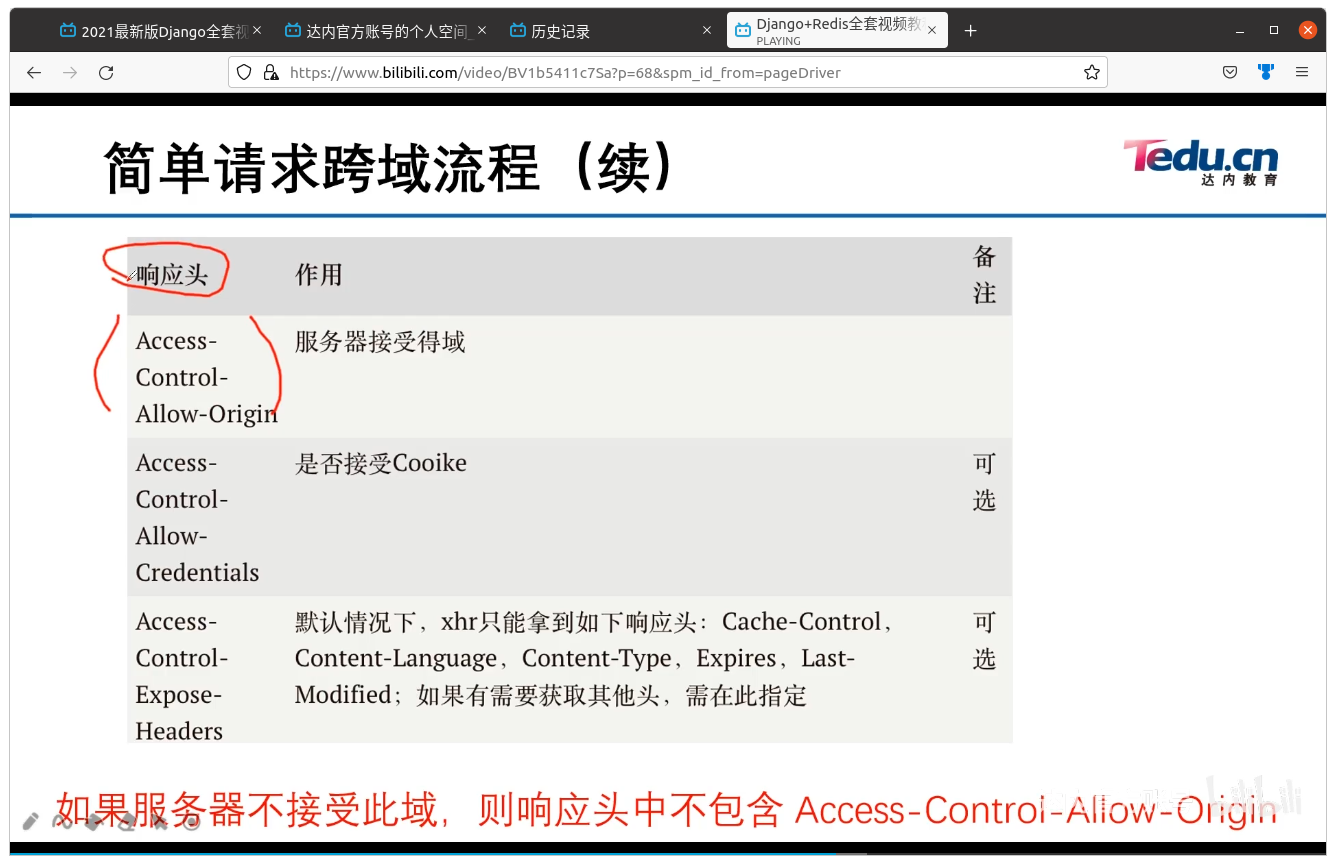 2021最新版Django全套视
达内官方账号的个人空间_
历史记录
Django+Redis全套视频教
PLAYING
https://www.bilibili.com/video/BV1b5411c7Sa?p=68&spm_id_from=pageDriver
简单请求跨域流程（续）
Tedu.cn
达内教育
响应头 作用 备
注
Access-
Control-
Allow-Origin
服务器接受得域
Access-
Control-
Allow-
Credentials
是否接受Cooike
可
选
Access-
Control-
Expose-
Headers
默认情况下，xhr只能拿到如下响应头：Cache-Control，
Content-Language，Content-Type，Expires，Last-
Modified；如果有需要获取其他头，需在此指定
可
选
如果服务器不接受此域，则响应头中不包含 Access-Control-Allow-Origin
bilibili